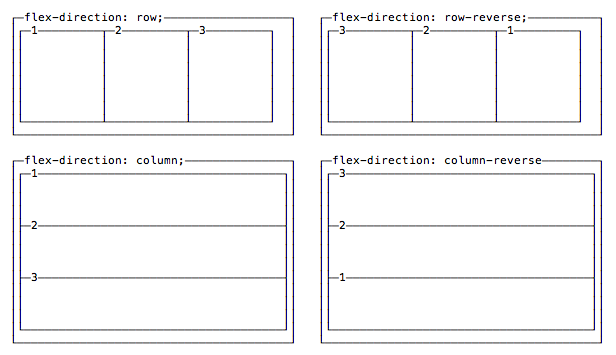 flex-direction: row;
1 2 3
flex-direction: row-reverse;
3 2 1
flex-direction: column;
1
2
3
flex-direction: column-reverse
3
2
1